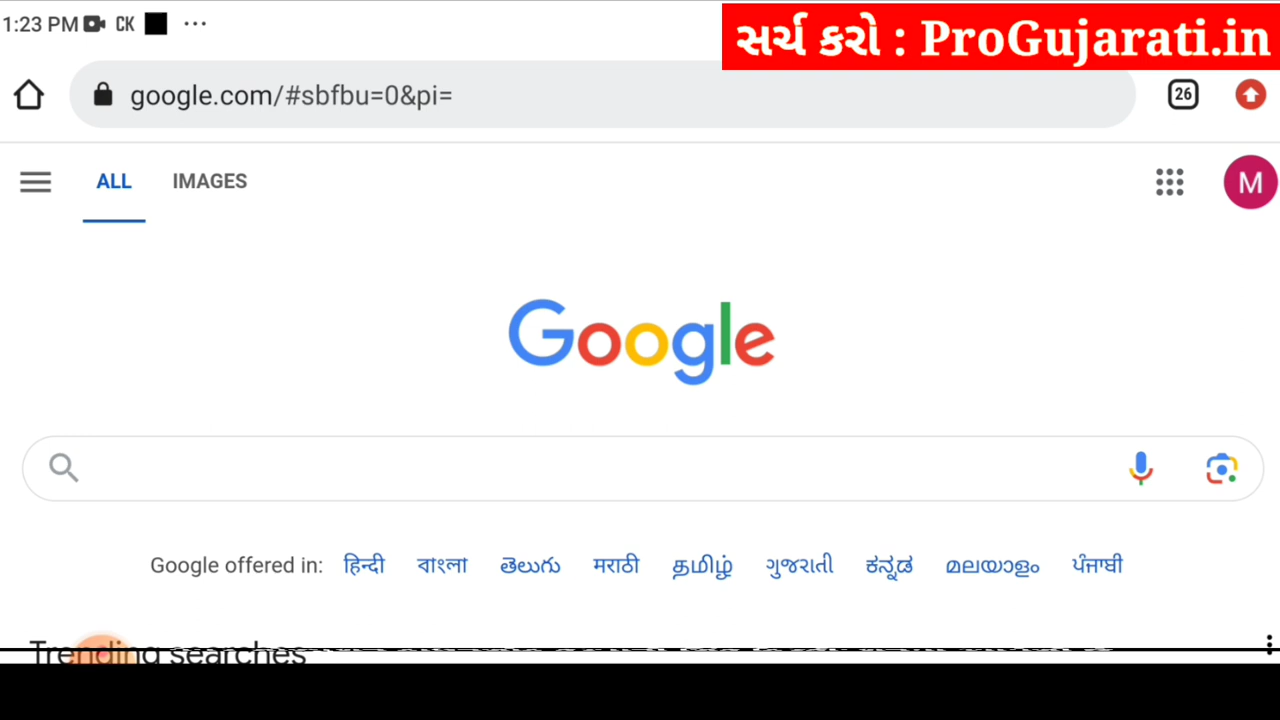 1:23 PM CK
સર્ચ કરો : ProGujarati.in
google.com/#sbfbu=0&pi=
26
ALL IMAGES
M
Google
Google offered in: हिन्दी বাংলা తెలుగు मराठी தமிழ் ગુજરાતી ಕನ್ನಡ മലയാളം ਪੰਜਾਬੀ
Trending searches